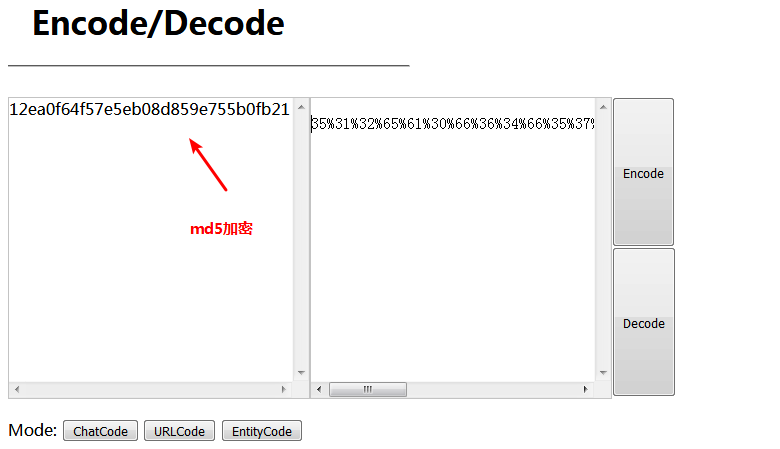 Encode/Decode
12ea0f64f57e5eb08d859e755b0fb21
35%31%32%65%61%30%66%36%34%66%35%37%
md5加密
Encode
Decode
Mode: ChatCode URLCode EntityCode